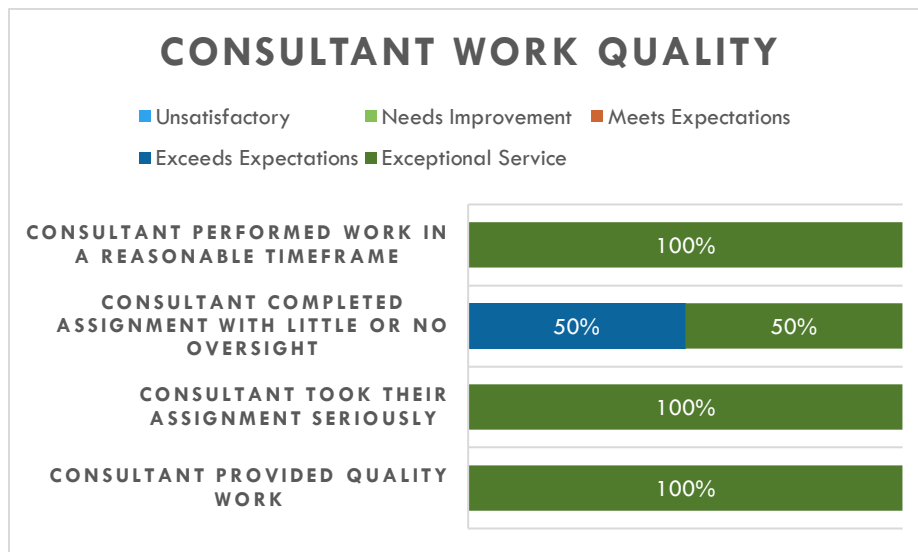 CONSULTANT WORK QUALITY
Unsatisfactory Needs Improvement Meets Expectations
Exceeds Expectations Exceptional Service
CONSULTANT PERFORMED WORK IN
A REASONABLE TIMEFRAME
100%
CONSULTANT COMPLETED
ASSIGNMENT WITH LITTLE OR NO
OVERSIGHT
50% 50%
CONSULTANT TOOK THEIR
ASSIGNMENT SERIOUSLY
100%
CONSULTANT PROVIDED QUALITY
WORK
100%